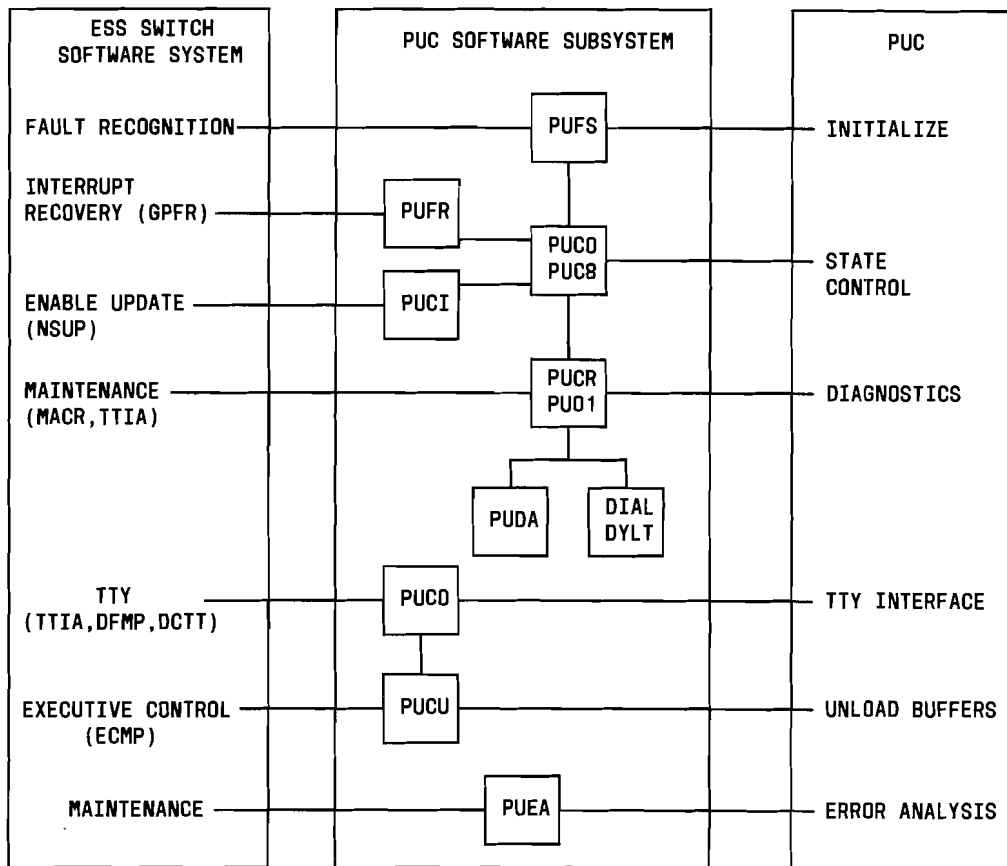 ESS SWITCH
SOFTWARE SYSTEM
PUC SOFTWARE SUBSYSTEM
PUC
FAULT RECOGNITION
PUFS
INITIALIZE
INTERRUPT
RECOVERY (GPFR)
PUFR
PUCO
PUC8
STATE
CONTROL
ENABLE UPDATE
(NSUP)
PUCI
MAINTENANCE
(MACR,TTIA)
PUCR
PUO1
DIAGNOSTICS
PUDA
DIAL
DYLT
TTY
(TTIA,DFMP,DCTT)
PUCO
TTY INTERFACE
EXECUTIVE CONTROL
(ECMP)
PUCU
UNLOAD BUFFERS
MAINTENANCE
PUEA
ERROR ANALYSIS